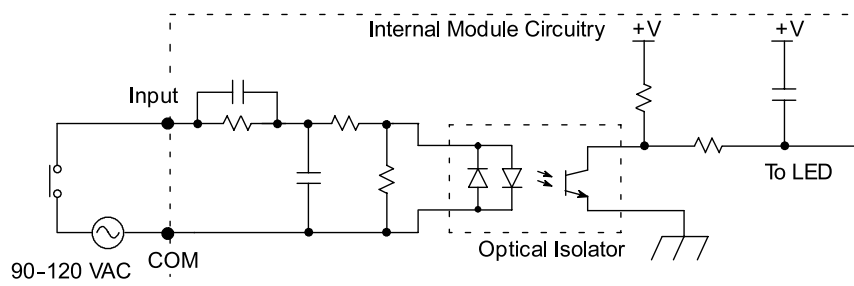 Internal Module Circuitry
+V
+V
Input
To LED
COM
Optical Isolator
90–120 VAC